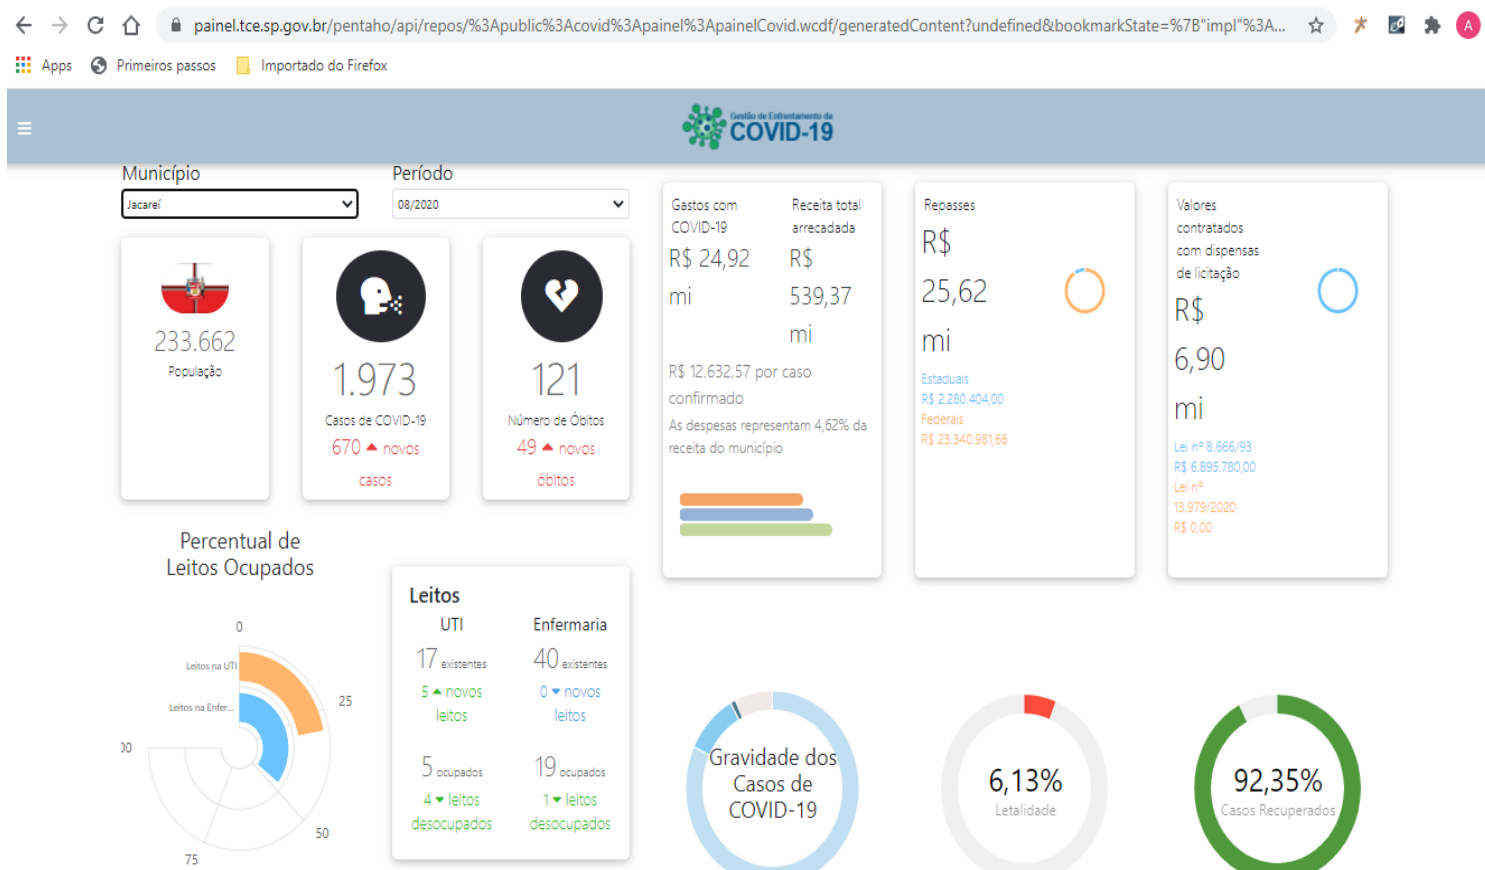 painel.tce.sp.gov.br/pentaho/api/repos/%3Apublic%3Acovid%3Apainel%3ApainelCovid.wcdf/generatedContent?undefined&bookmarkState=%7B"impl"%3A...
A
Apps
Primeiros passos
Importado do Firefox
Gestão de Enfrentamento da
COVID-19
Município
Jacareí
Período
08/2020
233.662
População
1.973
Casos de COVID-19
670 ▲ novos
casos
121
Número de Óbitos
49 ▲ novos
óbitos
Gastos com
COVID-19
R$ 24,92
mi
Receita total
arrecadada
R$
539,37
mi
R$ 12.632,57 por caso
confirmado
As despesas representam 4,62% da
receita do município
Repasses
R$
25,62
mi
Estaduais
R$ 2.280.404,00
Federais
R$ 23.340.981,66
Valores
contratados
com dispensas
de licitação
R$
6,90
mi
Lei nº 8.666/93
R$ 6.895.780,00
Lei nº
13.979/2020
R$ 0,00
Percentual de
Leitos Ocupados
0
Leitos na UTI
Leitos na Enfer...
25
50
75
00
Leitos
UTI
17 existentes
5 ▲ novos
leitos
5 ocupados
4 ▼ leitos
desocupados
Enfermaria
40 existentes
0 ▼ novos
leitos
19 ocupados
1 ▼ leitos
desocupados
Gravidade dos
Casos de
COVID-19
6,13%
Letalidade
92,35%
Casos Recuperados